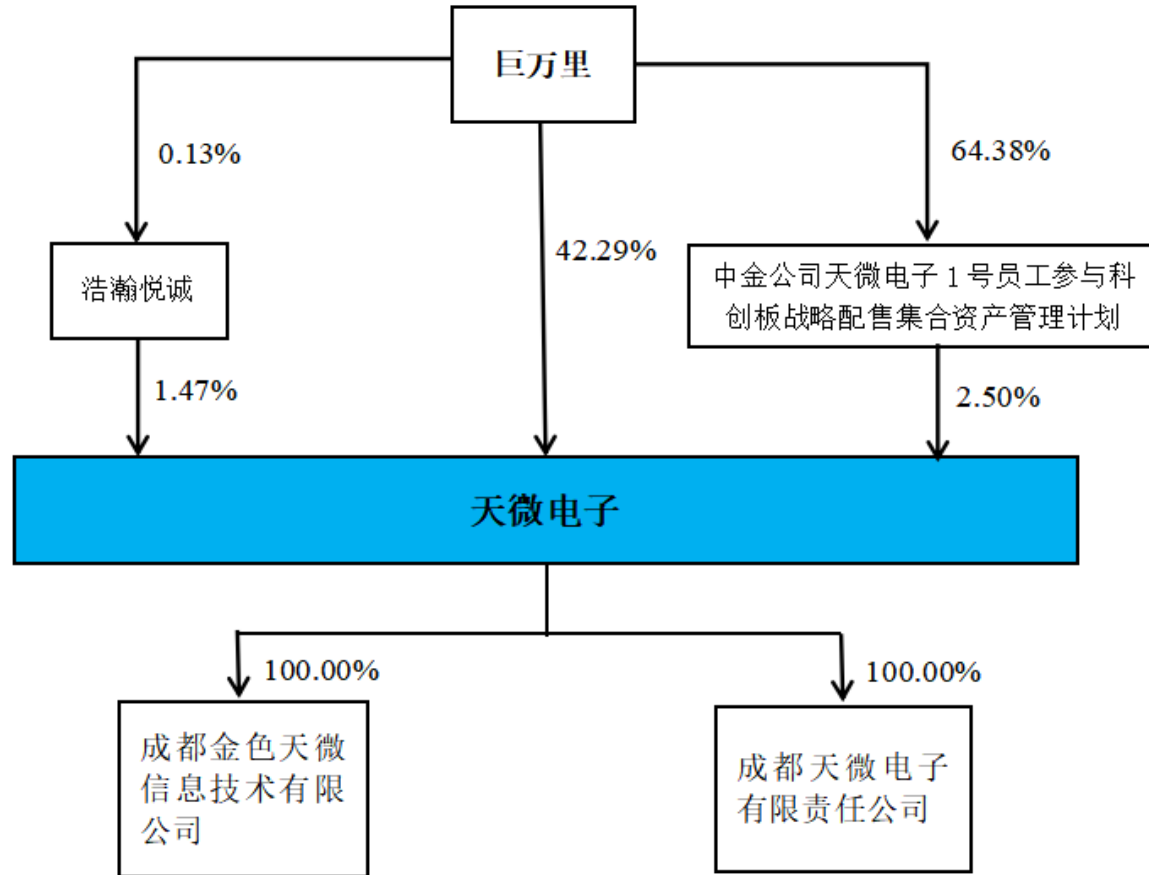 巨万里
0.13%
64.38%
42.29%
浩瀚悦诚
中金公司天微电子1号员工参与科
创板战略配售集合资产管理计划
1.47%
2.50%
天微电子
100.00%
100.00%
成都金色天微
信息技术有限
公司
成都天微电子
有限责任公司